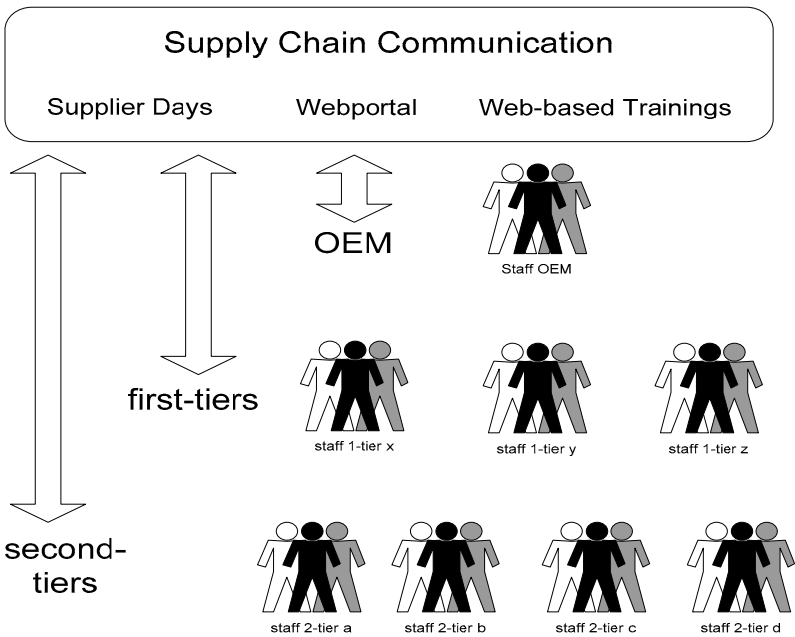 Supply Chain Communication
Supplier Days Webportal Web-based Trainings
OEM
Staff OEM
first-tiers
staff 1-tier x staff 1-tier y staff 1-tier z
second-
tiers
staff 2-tier a staff 2-tier b staff 2-tier c staff 2-tier d